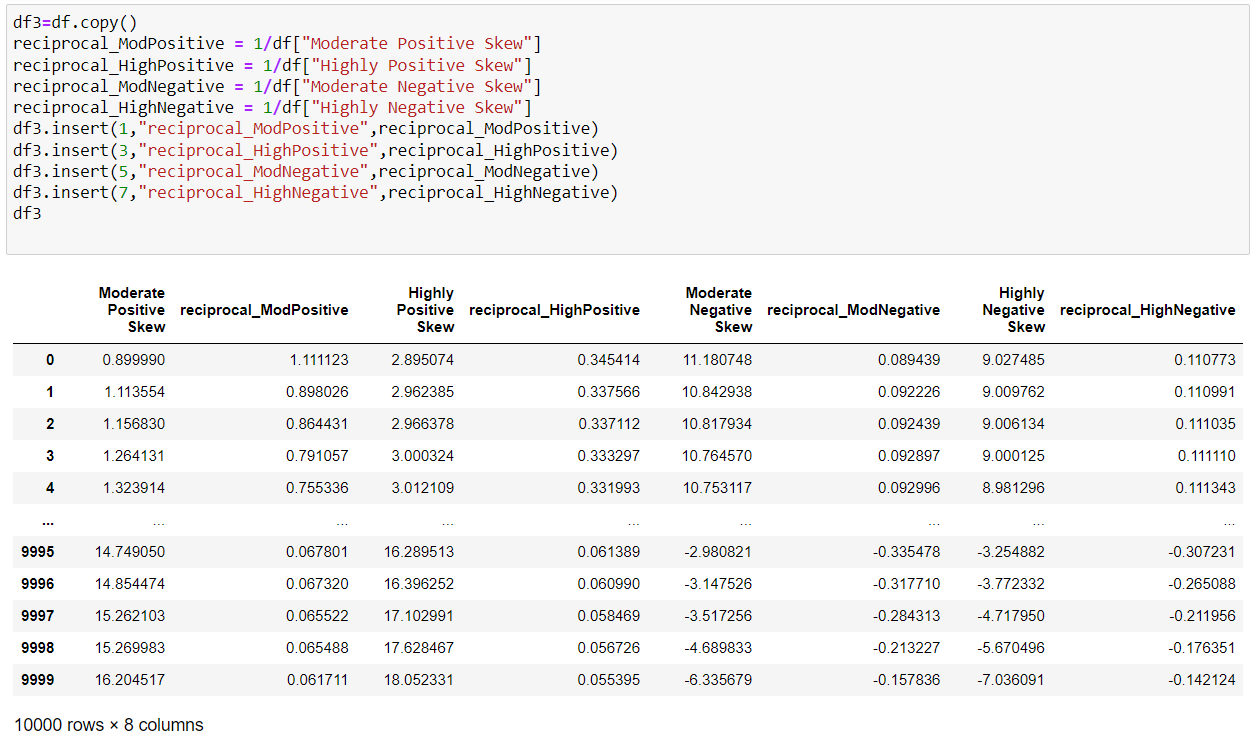 df3=df.copy()
reciprocal_ModPositive = 1/df["Moderate Positive Skew"]
reciprocal_HighPositive = 1/df["Highly Positive Skew"]
reciprocal_ModNegative = 1/df["Moderate Negative Skew"]
reciprocal_HighNegative = 1/df["Highly Negative Skew"]
df3.insert(1,"reciprocal_ModPositive",reciprocal_ModPositive)
df3.insert(3,"reciprocal_HighPositive",reciprocal_HighPositive)
df3.insert(5,"reciprocal_ModNegative",reciprocal_ModNegative)
df3.insert(7,"reciprocal_HighNegative",reciprocal_HighNegative)
df3
Moderate Positive Skew reciprocal_ModPositive Highly Positive Skew reciprocal_HighPositive Moderate Negative Skew reciprocal_ModNegative Highly Negative Skew reciprocal_HighNegative
0 0.899990 1.111123 2.895074 0.345414 11.180748 0.089439 9.027485 0.110773
1 1.113554 0.898026 2.962385 0.337566 10.842938 0.092226 9.009762 0.110991
2 1.156830 0.864431 2.966378 0.337112 10.817934 0.092439 9.006134 0.111035
3 1.264131 0.791057 3.000324 0.333297 10.764570 0.092897 9.000125 0.111110
4 1.323914 0.755336 3.012109 0.331993 10.753117 0.092996 8.981296 0.111343
... ... ... ... ... ... ... ... ...
9995 14.749050 0.067801 16.289513 0.061389 -2.980821 -0.335478 -3.254882 -0.307231
9996 14.854474 0.067320 16.396252 0.060990 -3.147526 -0.317710 -3.772332 -0.265088
9997 15.262103 0.065522 17.102991 0.058469 -3.517256 -0.284313 -4.717950 -0.211956
9998 15.269983 0.065488 17.628467 0.056726 -4.689833 -0.213227 -5.670496 -0.176351
9999 16.204517 0.061711 18.052331 0.055395 -6.335679 -0.157836 -7.036091 -0.142124
10000 rows × 8 columns